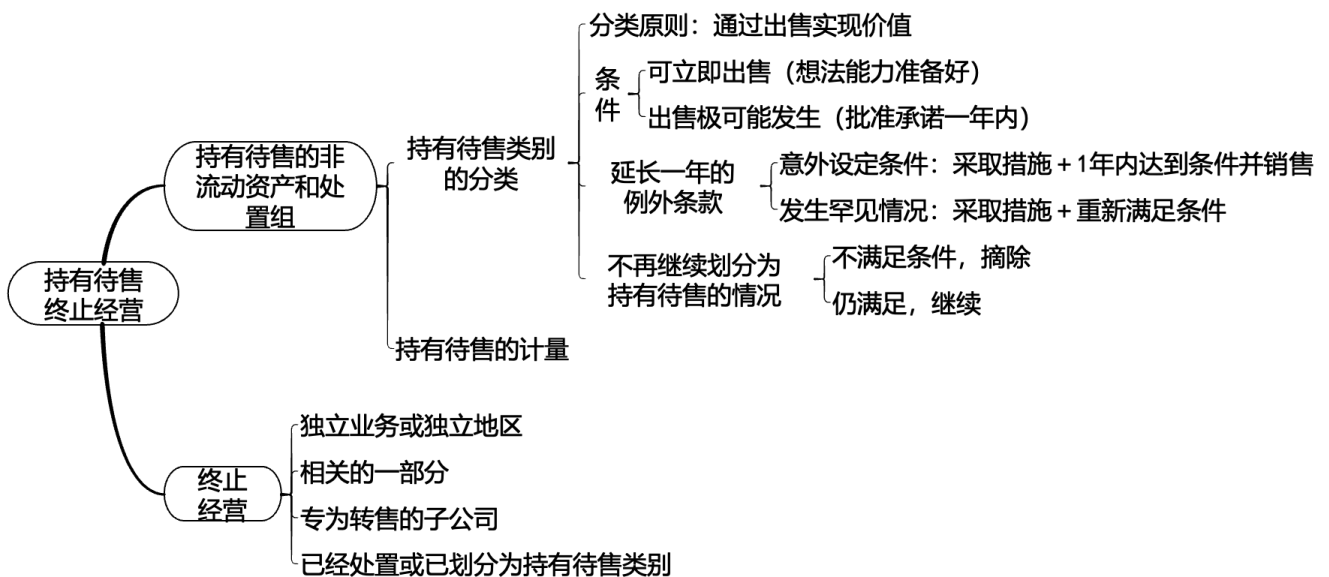 分类原则：通过出售实现价值
条
件
可立即出售（想法能力准备好）
出售极可能发生（批准承诺一年内）
持有待售的非
流动资产和处
置组
持有待售类别
的分类
延长一年的
例外条款
意外设定条件：采取措施＋1年内达到条件并销售
发生罕见情况：采取措施＋重新满足条件
不再继续划分为
持有待售的情况
不满足条件，摘除
仍满足，继续
持有待售
终止经营
持有待售的计量
终止
经营
独立业务或独立地区
相关的一部分
专为转售的子公司
已经处置或已划分为持有待售类别